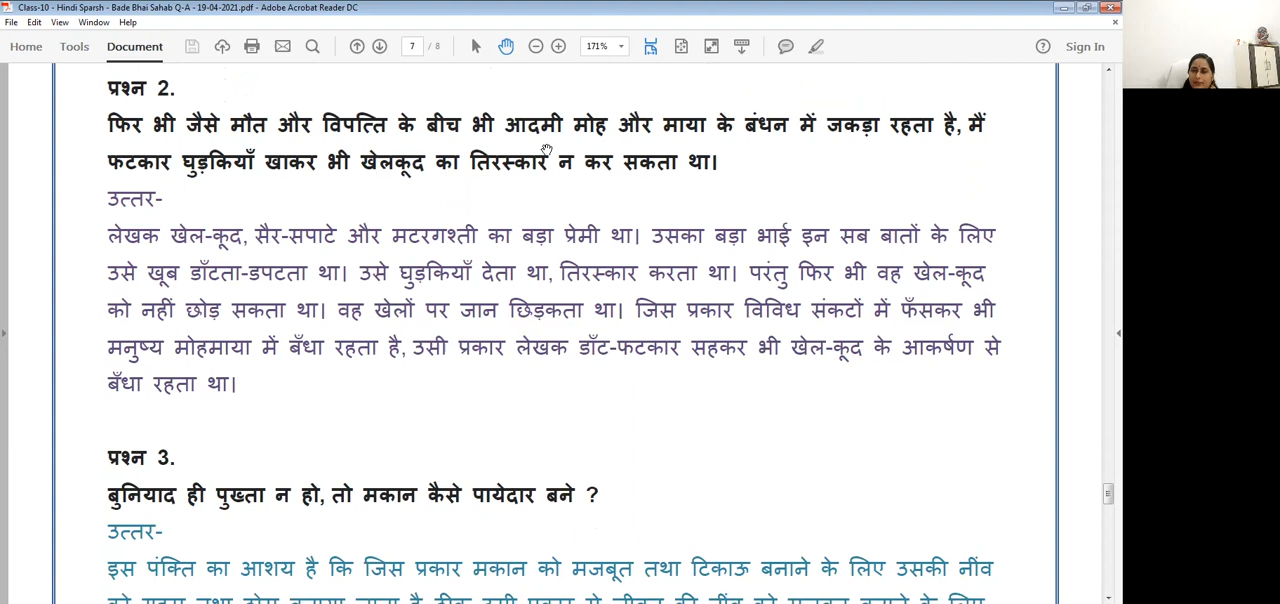 Class-10 - Hindi Sparsh - Bade Bhai Sahab Q-A - 19-04-2021.pdf - Adobe Acrobat Reader DC
File Edit View Window Help
Home Tools Document 7 / 8 171% Sign In
प्रश्न 2.
फिर भी जैसे मौत और विपत्ति के बीच भी आदमी मोह और माया के बंधन में जकड़ा रहता है, मैं
फटकार घुड़कियाँ खाकर भी खेलकूद का तिरस्कार न कर सकता था।
उत्तर-
लेखक खेल-कूद, सैर-सपाटे और मटरगश्ती का बड़ा प्रेमी था। उसका बड़ा भाई इन सब बातों के लिए
उसे खूब डाँटता-डपटता था। उसे घुड़कियाँ देता था, तिरस्कार करता था। परंतु फिर भी वह खेल-कूद
को नहीं छोड़ सकता था। वह खेलों पर जान छिड़कता था। जिस प्रकार विविध संकटों में फँसकर भी
मनुष्य मोहमाया में बँधा रहता है, उसी प्रकार लेखक डाँट-फटकार सहकर भी खेल-कूद के आकर्षण से
बँधा रहता था।
प्रश्न 3.
बुनियाद ही पुख्ता न हो, तो मकान कैसे पायेदार बने ?
उत्तर-
इस पंक्ति का आशय है कि जिस प्रकार मकान को मजबूत तथा टिकाऊ बनाने के लिए उसकी नींव